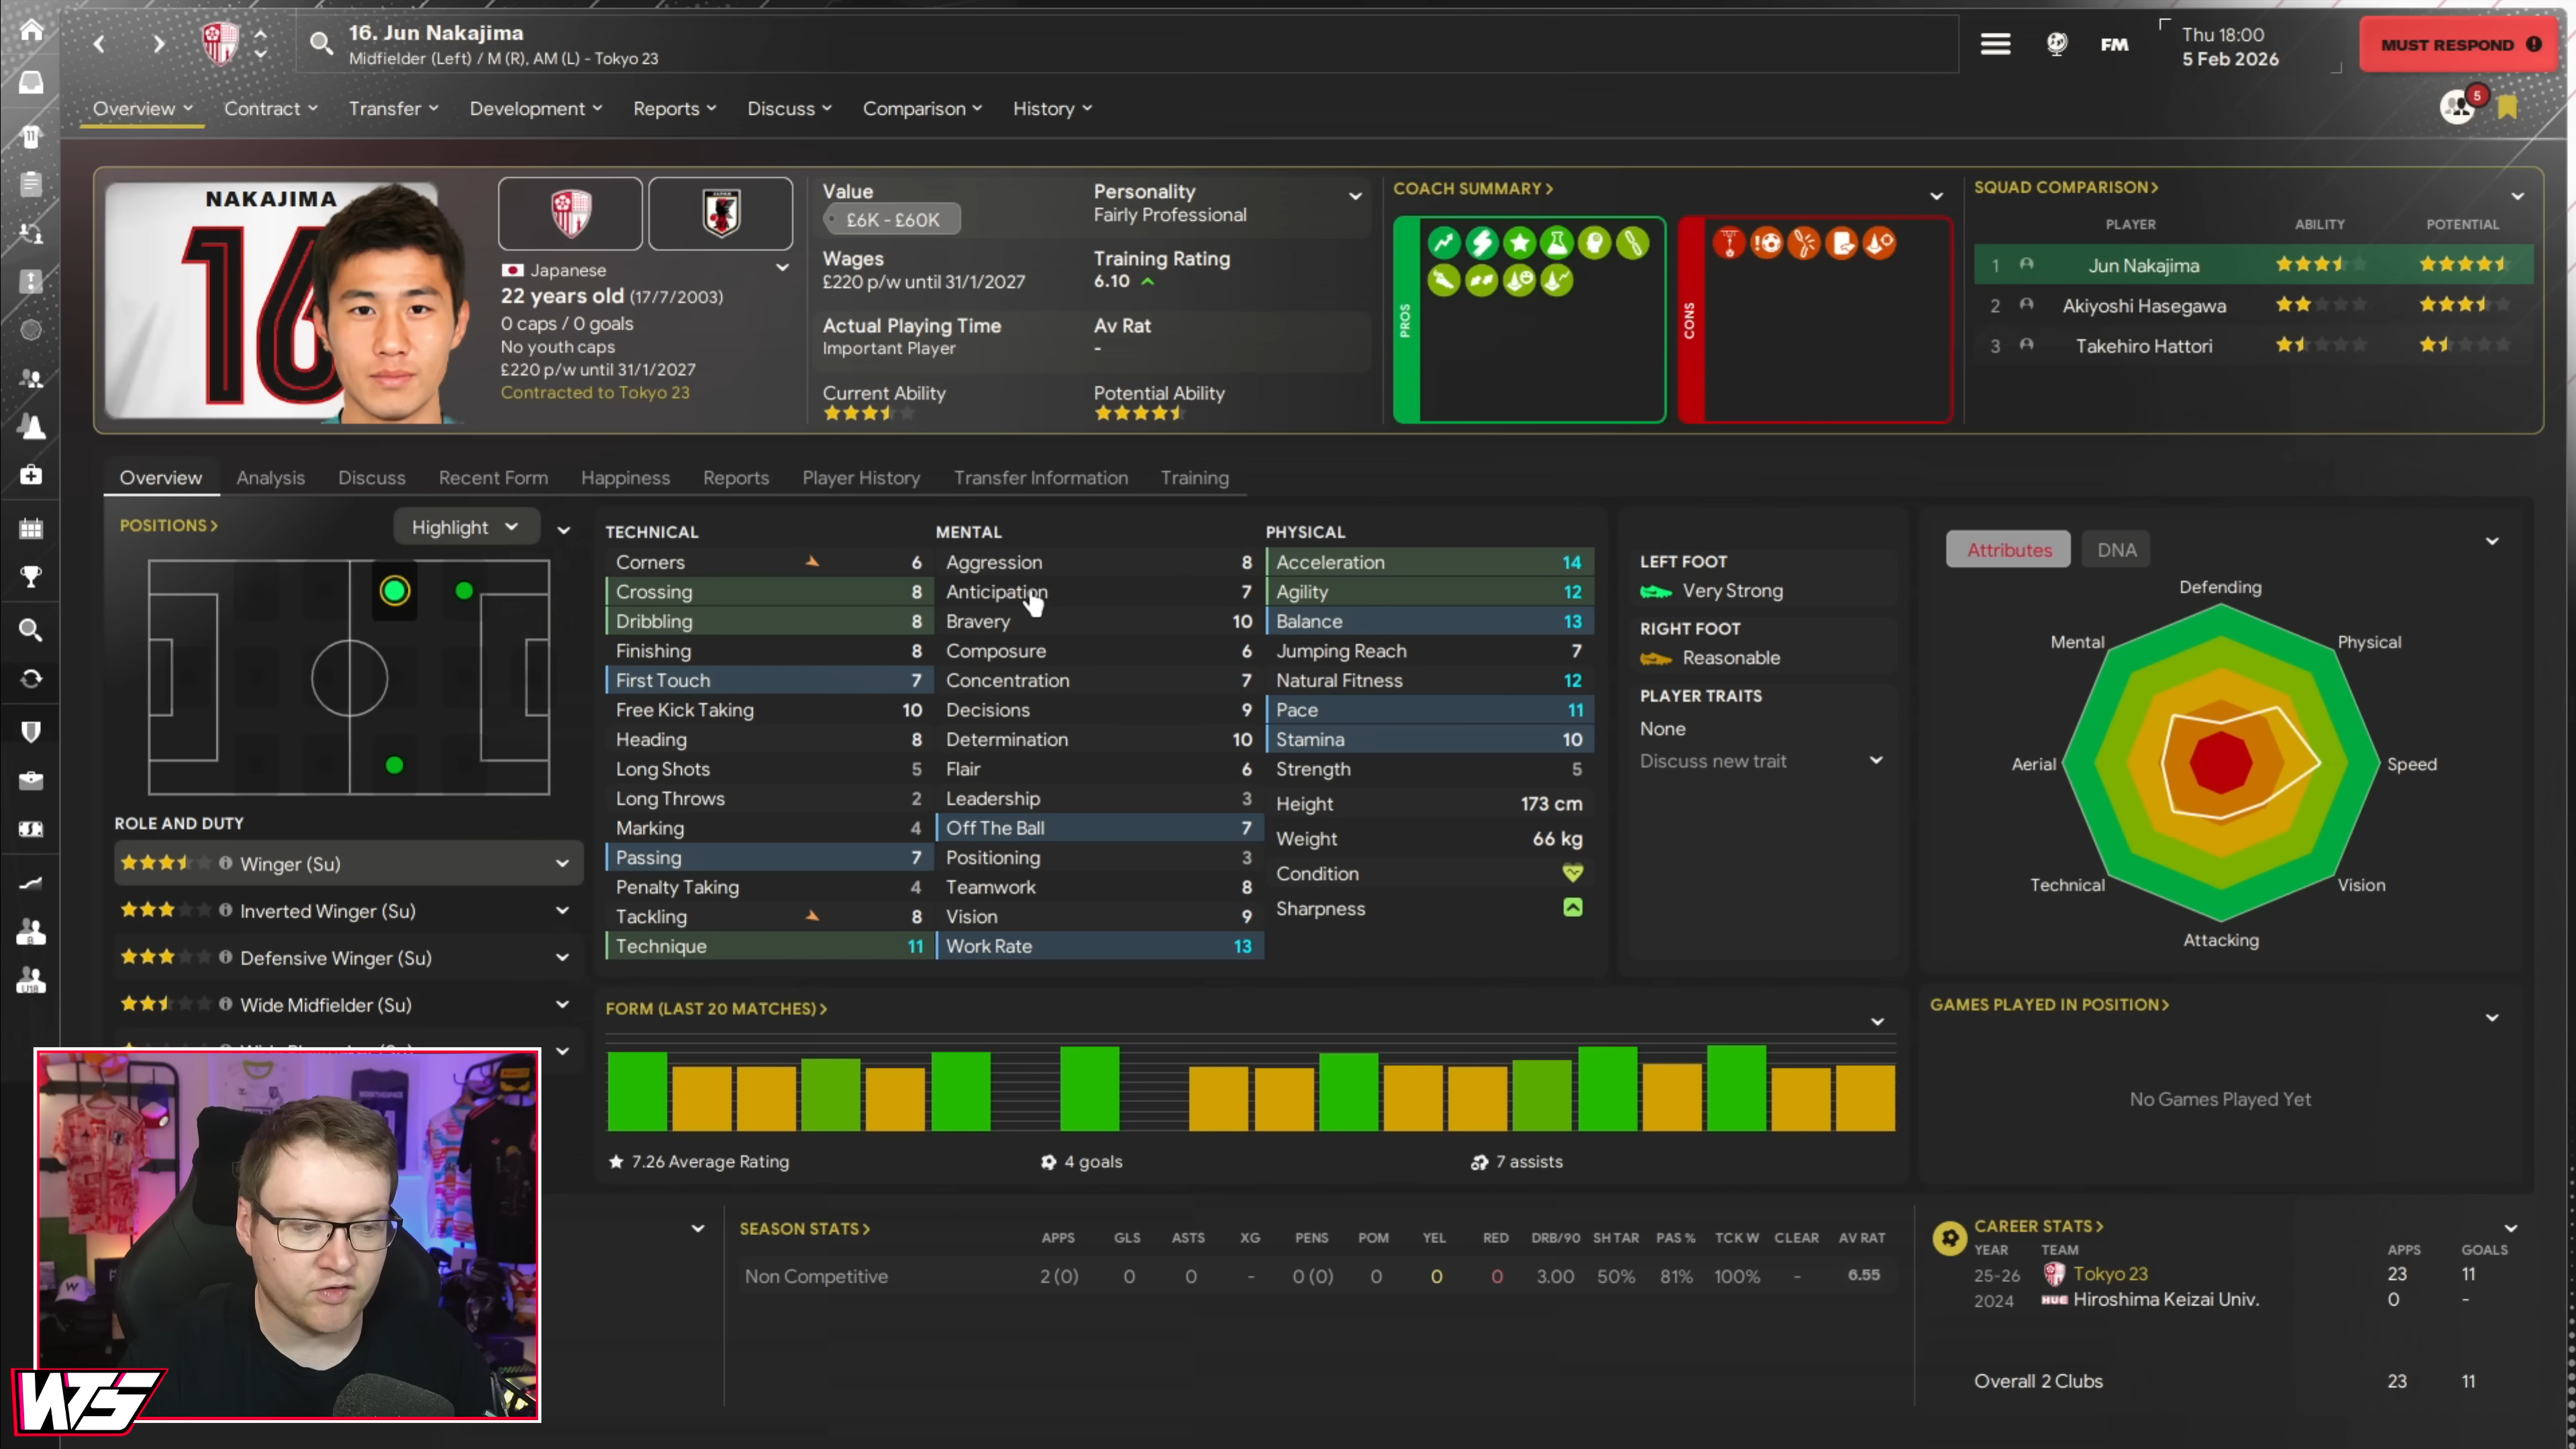 16. Jun Nakajima
Midfielder (Left) / M (R), AM (L) - Tokyo 23
FM
Thu 18:00
5 Feb 2026
MUST RESPOND
Overview
Contract
Transfer
Development
Reports
Discuss
Comparison
History
5
NAKAJIMA
16
Japanese
22 years old (17/7/2003)
0 caps / 0 goals
No youth caps
£220 p/w until 31/1/2027
Contracted to Tokyo 23
Value
£6K - £60K
Wages
£220 p/w until 31/1/2027
Actual Playing Time
Important Player
Current Ability
Personality
Fairly Professional
Training Rating
6.10
Av Rat
-
Potential Ability
COACH SUMMARY >
PROS
CONS
SQUAD COMPARISON >
PLAYER ABILITY POTENTIAL
1 Jun Nakajima
2 Akiyoshi Hasegawa
3 Takehiro Hattori
Overview Analysis Discuss Recent Form Happiness Reports Player History Transfer Information Training
POSITIONS >
Highlight
ROLE AND DUTY
Winger (Su)
Inverted Winger (Su)
Defensive Winger (Su)
Wide Midfielder (Su)
TECHNICAL
Corners 6
Crossing 8
Dribbling 8
Finishing 8
First Touch 7
Free Kick Taking 10
Heading 8
Long Shots 5
Long Throws 2
Marking 4
Passing 7
Penalty Taking 4
Tackling 8
Technique 11
MENTAL
Aggression 8
Anticipation 7
Bravery 10
Composure 6
Concentration 7
Decisions 9
Determination 10
Flair 6
Leadership 3
Off The Ball 7
Positioning 3
Teamwork 8
Vision 9
Work Rate 13
PHYSICAL
Acceleration 14
Agility 12
Balance 13
Jumping Reach 7
Natural Fitness 12
Pace 11
Stamina 10
Strength 5
Height 173 cm
Weight 66 kg
Condition
Sharpness
LEFT FOOT
Very Strong
RIGHT FOOT
Reasonable
PLAYER TRAITS
None
Discuss new trait
Attributes
DNA
Defending
Physical
Speed
Vision
Attacking
Technical
Aerial
Mental
FORM (LAST 20 MATCHES) >
7.26 Average Rating
4 goals
7 assists
GAMES PLAYED IN POSITION >
No Games Played Yet
SEASON STATS >
APPS GLS ASTS XG PENS POM YEL RED DRB/90 SH TAR PAS % TCK W CLEAR AV RAT
Non Competitive 2 (0) 0 0 - 0 (0) 0 0 0 3.00 50% 81% 100% - 6.55
CAREER STATS >
YEAR TEAM APPS GOALS
25-26 Tokyo 23 23 11
2024 HUE Hiroshima Keizai Univ. 0 -
Overall 2 Clubs 23 11
WTS